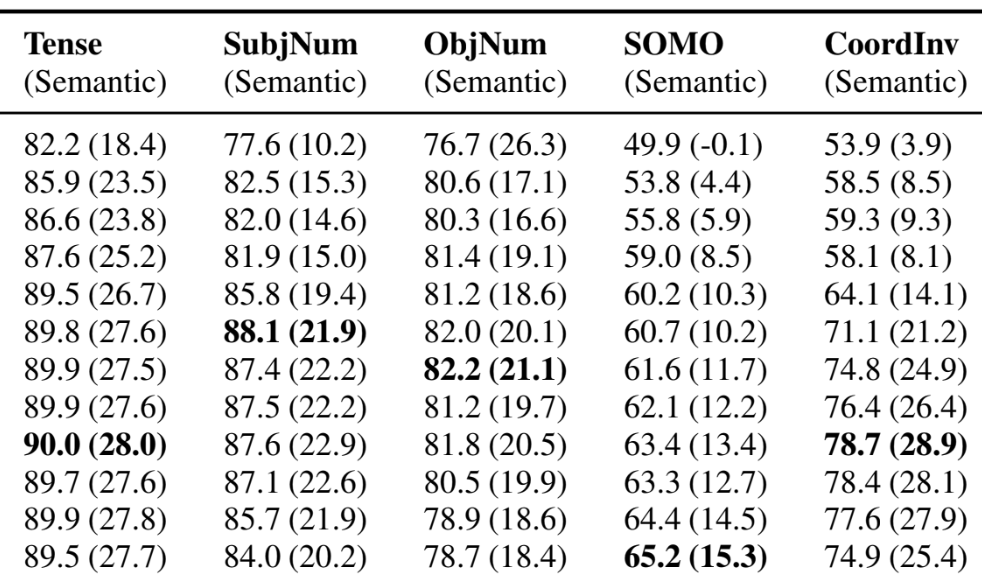 Tense SubjNum ObjNum SOMO CoordInv
(Semantic) (Semantic) (Semantic) (Semantic) (Semantic)
82.2 (18.4) 77.6 (10.2) 76.7 (26.3) 49.9 (-0.1) 53.9 (3.9)
85.9 (23.5) 82.5 (15.3) 80.6 (17.1) 53.8 (4.4) 58.5 (8.5)
86.6 (23.8) 82.0 (14.6) 80.3 (16.6) 55.8 (5.9) 59.3 (9.3)
87.6 (25.2) 81.9 (15.0) 81.4 (19.1) 59.0 (8.5) 58.1 (8.1)
89.5 (26.7) 85.8 (19.4) 81.2 (18.6) 60.2 (10.3) 64.1 (14.1)
89.8 (27.6) 88.1 (21.9) 82.0 (20.1) 60.7 (10.2) 71.1 (21.2)
89.9 (27.5) 87.4 (22.2) 82.2 (21.1) 61.6 (11.7) 74.8 (24.9)
89.9 (27.6) 87.5 (22.2) 81.2 (19.7) 62.1 (12.2) 76.4 (26.4)
90.0 (28.0) 87.6 (22.9) 81.8 (20.5) 63.4 (13.4) 78.7 (28.9)
89.7 (27.6) 87.1 (22.6) 80.5 (19.9) 63.3 (12.7) 78.4 (28.1)
89.9 (27.8) 85.7 (21.9) 78.9 (18.6) 64.4 (14.5) 77.6 (27.9)
89.5 (27.7) 84.0 (20.2) 78.7 (18.4) 65.2 (15.3) 74.9 (25.4)